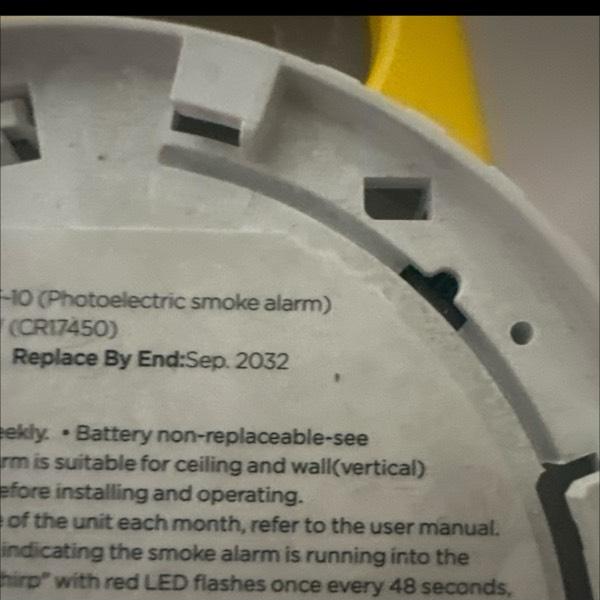 -10 (Photoelectric smoke alarm)
(CR17450)
Replace By End:Sep. 2032
eekly. • Battery non-replaceable-see
rm is suitable for ceiling and wall(vertical)
efore installing and operating.
of the unit each month, refer to the user manual.
indicating the smoke alarm is running into the
hirp" with red LED flashes once every 48 seconds,